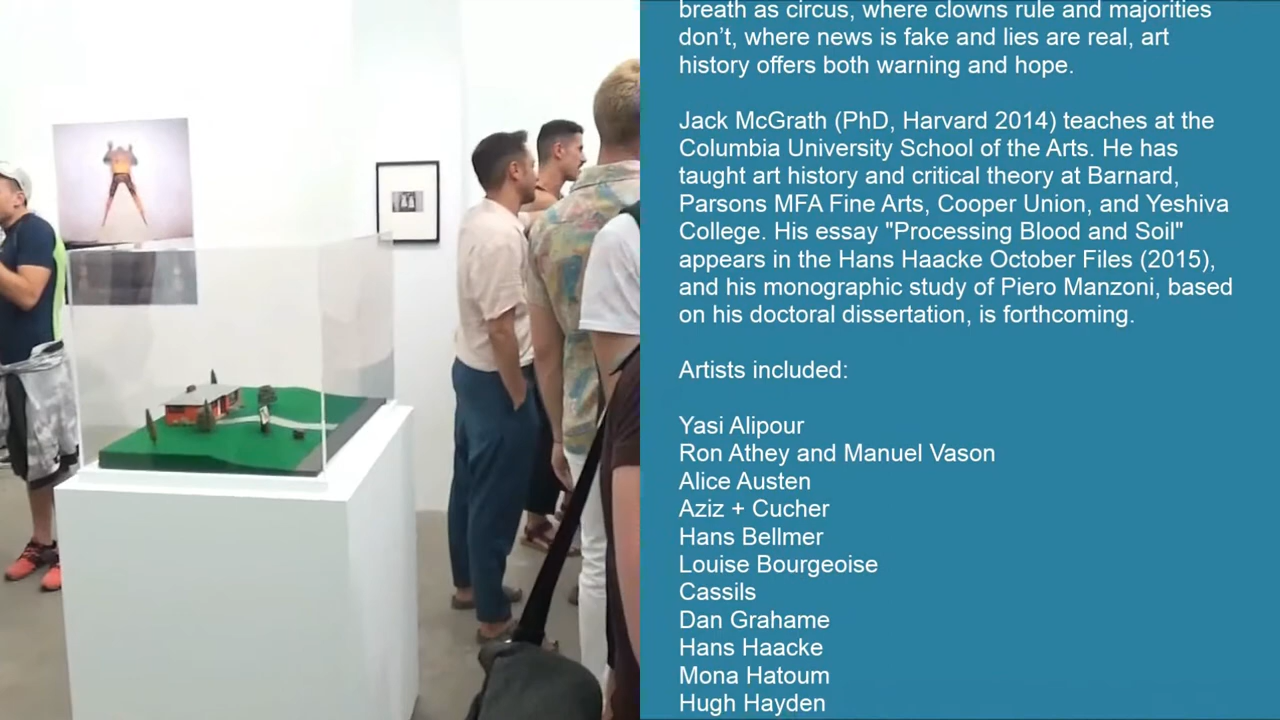 breath as circus, where clowns rule and majorities
don’t, where news is fake and lies are real, art
history offers both warning and hope.
Jack McGrath (PhD, Harvard 2014) teaches at the
Columbia University School of the Arts. He has
taught art history and critical theory at Barnard,
Parsons MFA Fine Arts, Cooper Union, and Yeshiva
College. His essay "Processing Blood and Soil"
appears in the Hans Haacke October Files (2015),
and his monographic study of Piero Manzoni, based
on his doctoral dissertation, is forthcoming.
Artists included:
Yasi Alipour
Ron Athey and Manuel Vason
Alice Austen
Aziz + Cucher
Hans Bellmer
Louise Bourgeoise
Cassils
Dan Grahame
Hans Haacke
Mona Hatoum
Hugh Hayden